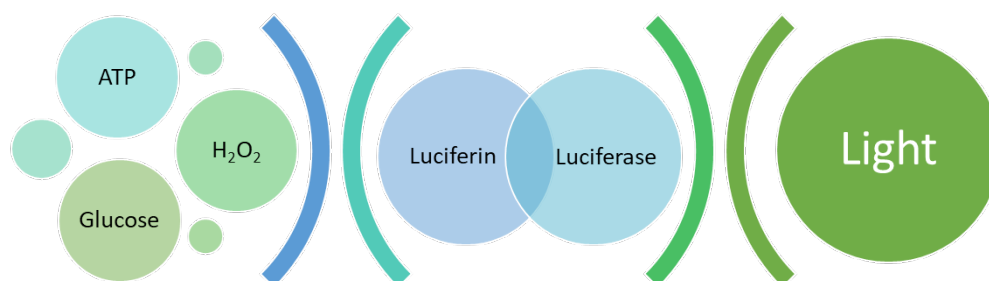 ATP
H₂O₂
Glucose
Luciferin
Luciferase
Light